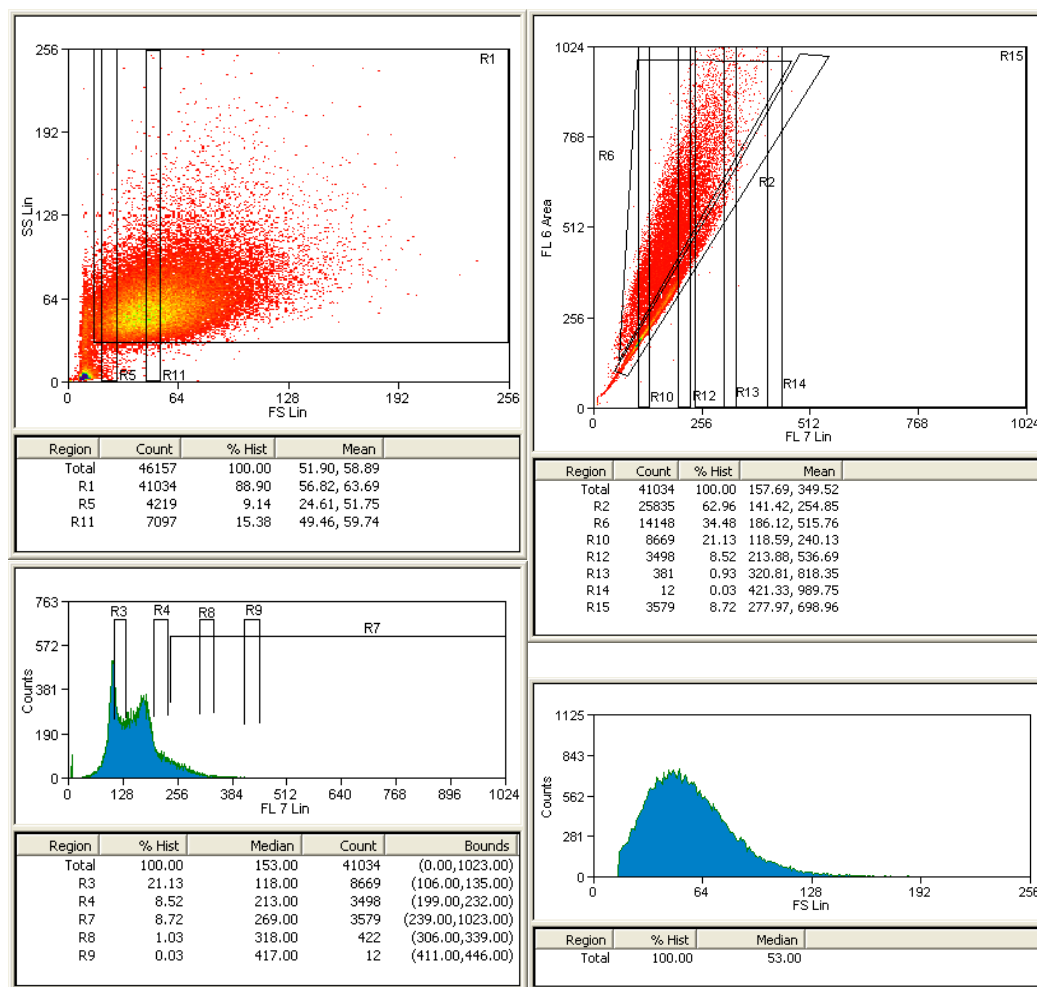 256
192
128
64
0
SS Lin
R1
R5
R11
0
64
128
192
256
FS Lin
Region Count % Hist Mean
Total 46157 100.00 51.90, 58.89
R1 41034 88.90 56.82, 63.69
R5 4219 9.14 24.61, 51.75
R11 7097 15.38 49.46, 59.74
1024
768
512
256
0
FL 6 Area
R15
R6
R2
R10
R12
R13
R14
0
256
512
768
1024
FL 7 Lin
Region Count % Hist Mean
Total 41034 100.00 157.69, 349.52
R2 25835 62.96 141.42, 254.85
R6 14148 34.48 186.12, 515.76
R10 8669 21.13 118.59, 240.13
R12 3498 8.52 213.88, 536.69
R13 381 0.93 320.81, 818.35
R14 12 0.03 421.33, 989.75
R15 3579 8.72 277.97, 698.96
763
572
381
190
0
Counts
R3
R4
R8
R9
R7
0
128
256
384
512
640
768
896
1024
FL 7 Lin
Region % Hist Median Count Bounds
Total 100.00 153.00 41034 (0.00,1023.00)
R3 21.13 118.00 8669 (106.00,135.00)
R4 8.52 213.00 3498 (199.00,232.00)
R7 8.72 269.00 3579 (239.00,1023.00)
R8 1.03 318.00 422 (306.00,339.00)
R9 0.03 417.00 12 (411.00,446.00)
1125
843
562
281
0
Counts
0
64
128
192
256
FS Lin
Region % Hist Median
Total 100.00 53.00